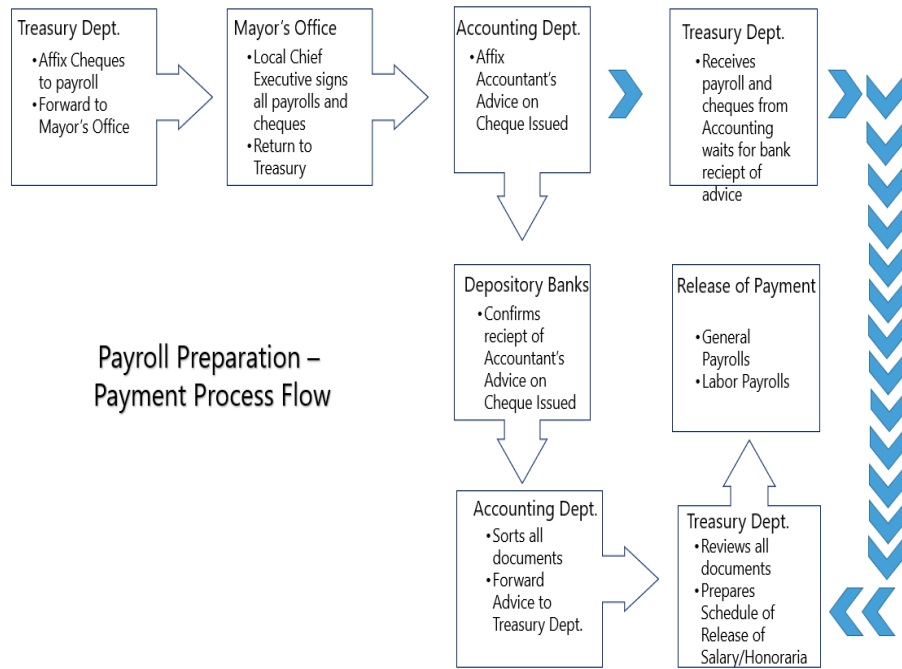 Treasury Dept.
•Affix Cheques
to payroll
•Forward to
Mayor's Office
Mayor's Office
•Local Chief
Executive signs
all payrolls and
cheques
•Return to
Treasury
Accounting Dept.
•Affix
Accountant's
Advice on
Cheque Issued
Treasury Dept.
•Receives
payroll and
cheques from
Accounting
waits for bank
reciept of
advice
Depository Banks
•Confirms
reciept of
Accountant's
Advice on
Cheque Issued
Release of Payment
•General
Payrolls
•Labor Payrolls
Payroll Preparation –
Payment Process Flow
Accounting Dept.
•Sorts all
documents
•Forward
Advice to
Treasury Dept.
Treasury Dept.
•Reviews all
documents
•Prepares
Schedule of
Release of
Salary/Honoraria